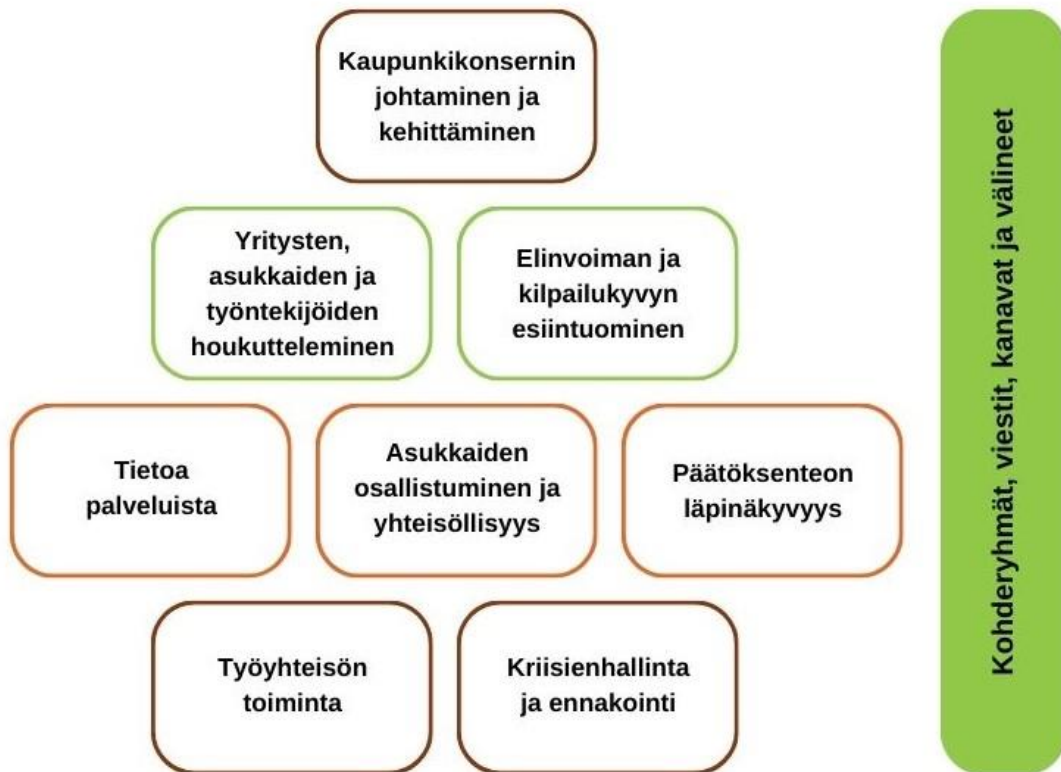 Kaupunkikonsernin
johtaminen ja
kehittäminen
Yritysten,
asukkaiden ja
työntekijöiden
houkutteleminen
Elinvoiman ja
kilpailukyvyn
esiintuominen
Tietoa
palveluista
Asukkaiden
osallistuminen ja
yhteisöllisyys
Päätöksenteon
läpinäkyvyys
Työyhteisön
toiminta
Kriisienhallinta
ja ennakointi
Kohderyhmät, viestit, kanavat ja välineet